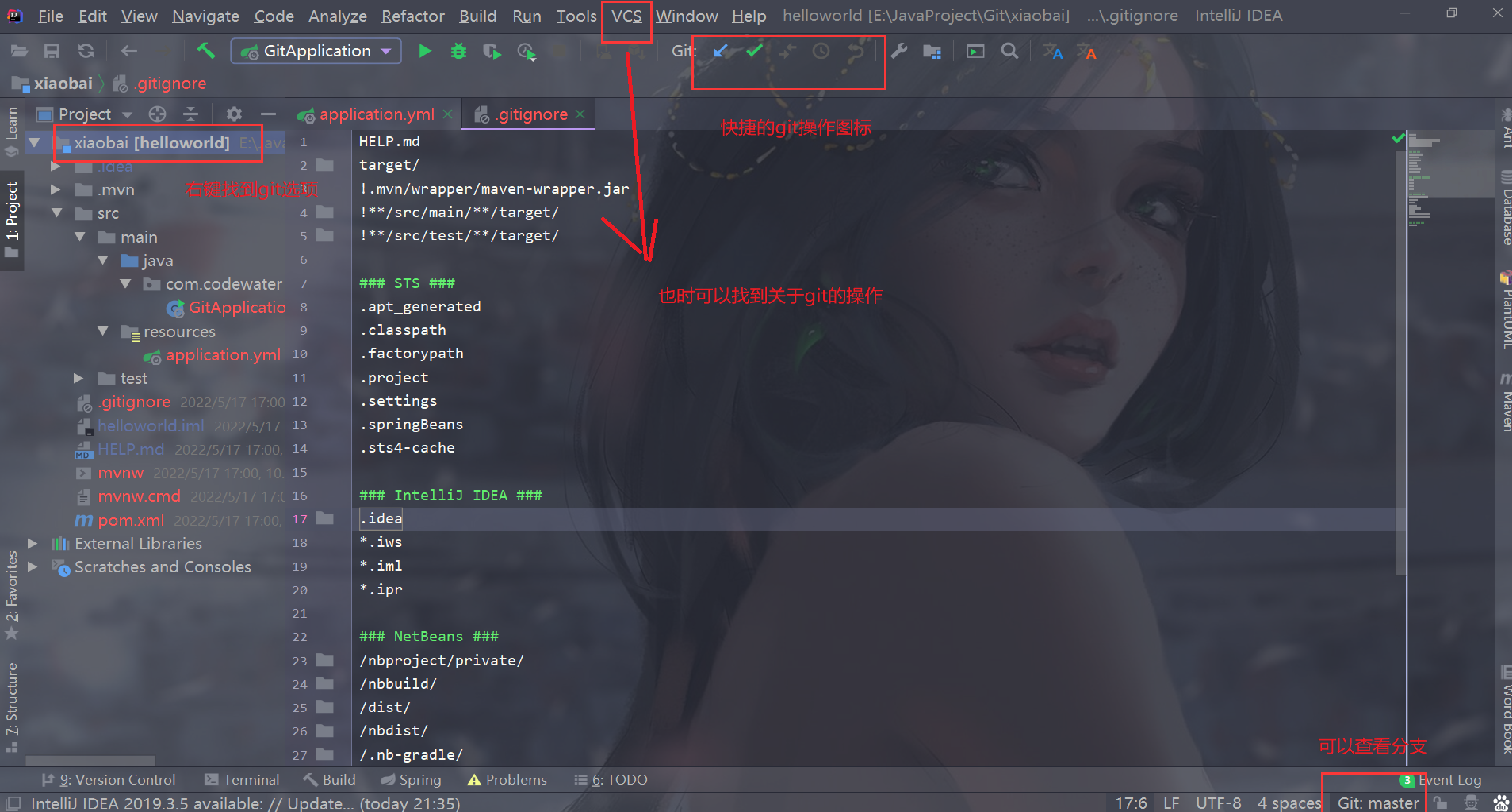 File Edit View Navigate Code Analyze Refactor Build Run Tools VCS Window Help helloworld [E:\JavaProject\Git\xiaobai] ...\.gitignore IntelliJ IDEA
GitApplication Git:
快捷的git操作图标
xiaobai .gitignore
Learn
1: Project
Project
application.yml
.gitignore
xiaobai [helloworld]
右键找到git选项
.idea
.mvn
src
main
java
com.codewater
GitApplicatio
resources
application.yml
test
.gitignore 2022/5/17 17:00
helloworld.iml 2022/5/17
HELP.md 2022/5/17 17:00,
mvnw 2022/5/17 17:00, 10.
mvnw.cmd 2022/5/17 17:0
pom.xml 2022/5/17 17:00,
External Libraries
Scratches and Consoles
2: Favorites
7: Structure
1 HELP.md
2 target/
3 !.mvn/wrapper/maven-wrapper.jar
4 !**/src/main/**/target/
5 !**/src/test/**/target/
6
7 ### STS ###
8 .apt_generated
9 .classpath
10 .factorypath
11 .project
12 .settings
13 .springBeans
14 .sts4-cache
15
16 ### IntelliJ IDEA ###
17 .idea
18 *.iws
19 *.iml
20 *.ipr
21
22 ### NetBeans ###
23 /nbproject/private/
24 /nbbuild/
25 /dist/
26 /nbdist/
27 /.nb-gradle/
也时可以找到关于git的操作
Ant
Database
PlantUML
Maven
Word Book
可以查看分支
9: Version Control Terminal Build Spring Problems 6: TODO 3 Event Log
IntelliJ IDEA 2019.3.5 available: // Update... (today 21:35) 17:6 LF UTF-8 4 spaces Git: master